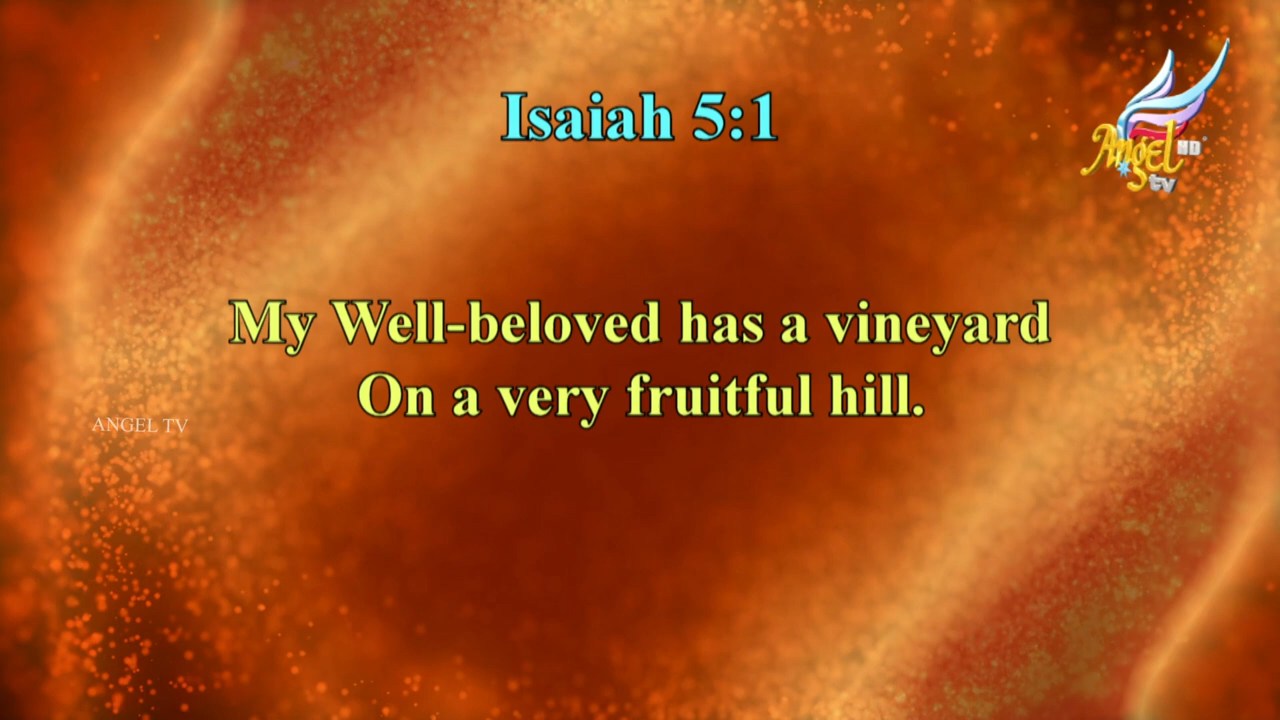 Isaiah 5:1
Angel HD
tv
My Well-beloved has a vineyard
On a very fruitful hill.
ANGEL TV